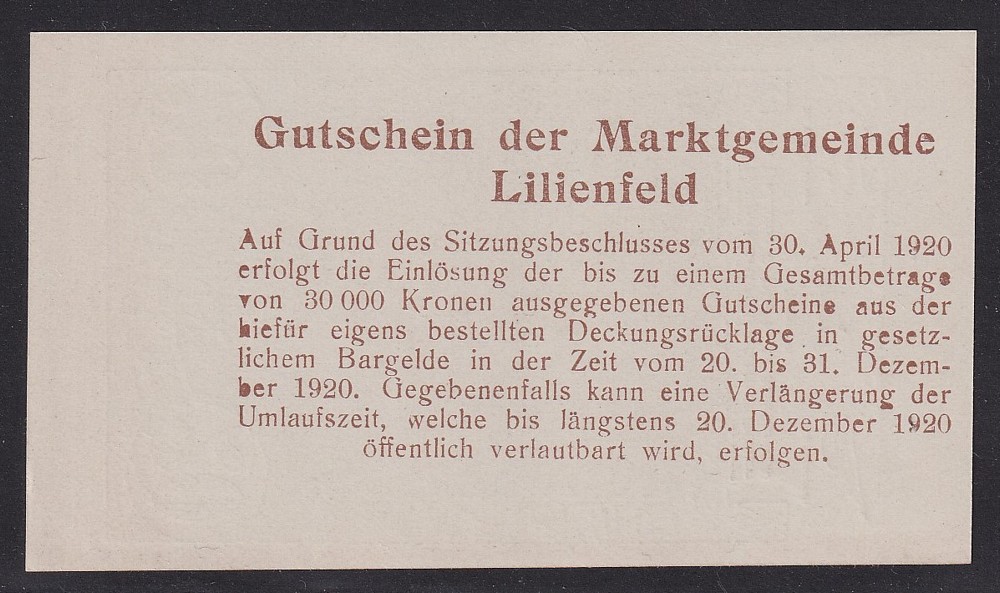 Gutschein der Marktgemeinde
Lilienfeld
Auf Grund des Sitzungsbeschlusses vom 30. April 1920
erfolgt die Einlösung der bis zu einem Gesamtbetrage
von 30 000 Kronen ausgegebenen Gutscheine aus der
hiefür eigens bestellten Deckungsrücklage in gesetz-
lichem Bargelde in der Zeit vom 20. bis 31. Dezem-
ber 1920. Gegebenenfalls kann eine Verlängerung der
Umlaufszeit, welche bis längstens 20. Dezember 1920
öffentlich verlautbart wird, erfolgen.